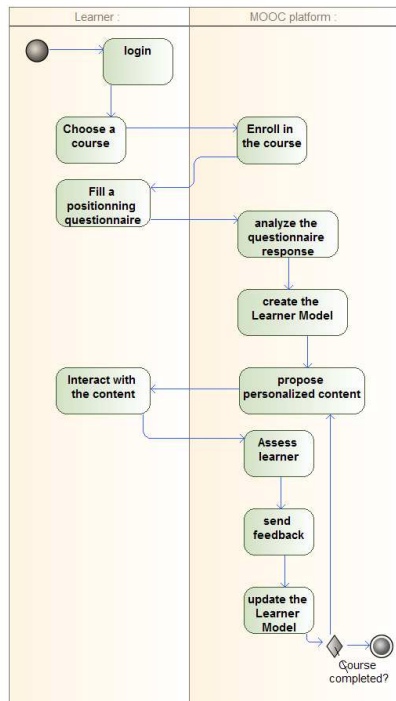 Learner :
MOOC platform :
login
Choose a
course
Enroll in
the course
Fill a
positionning
questionnaire
analyze the
questionnaire
response
create the
Learner Model
Interact with
the content
propose
personalized content
Assess
learner
send
feedback
update the
Learner
Model
Course
completed?